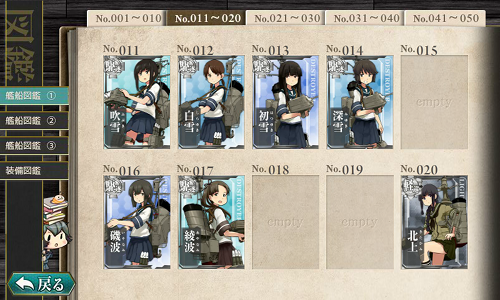 図鑑
No.001～010
No.011～020
No.021～030
No.031～040
No.041～050
艦船図鑑 ①
艦船図鑑 ②
艦船図鑑 ③
装備図鑑
No.011
No.012
No.013
No.014
No.015
吹雪
白雪
初雪
深雪
empty
No.016
No.017
No.018
No.019
No.020
磯波
綾波
empty
empty
北上
戻る